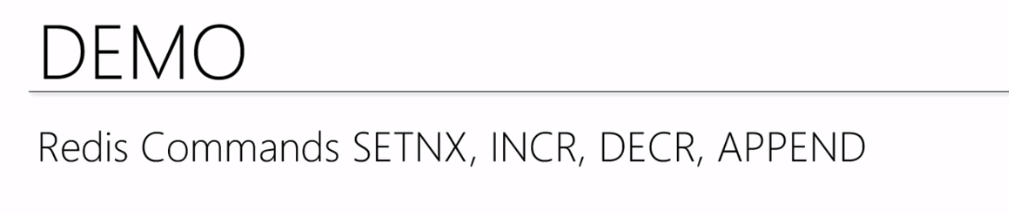 DEMO
Redis Commands SETNX, INCR, DECR, APPEND